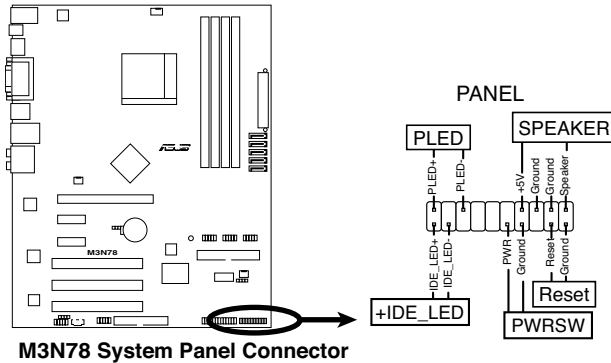 PANEL
PLED
SPEAKER
PLED+
PLED-
+5V
Ground
Ground
Speaker
IDE_LED+
IDE_LED-
PWR
Ground
Reset
Ground
+IDE_LED
Reset
PWRSW
ASUS
M3N78
M3N78 System Panel Connector